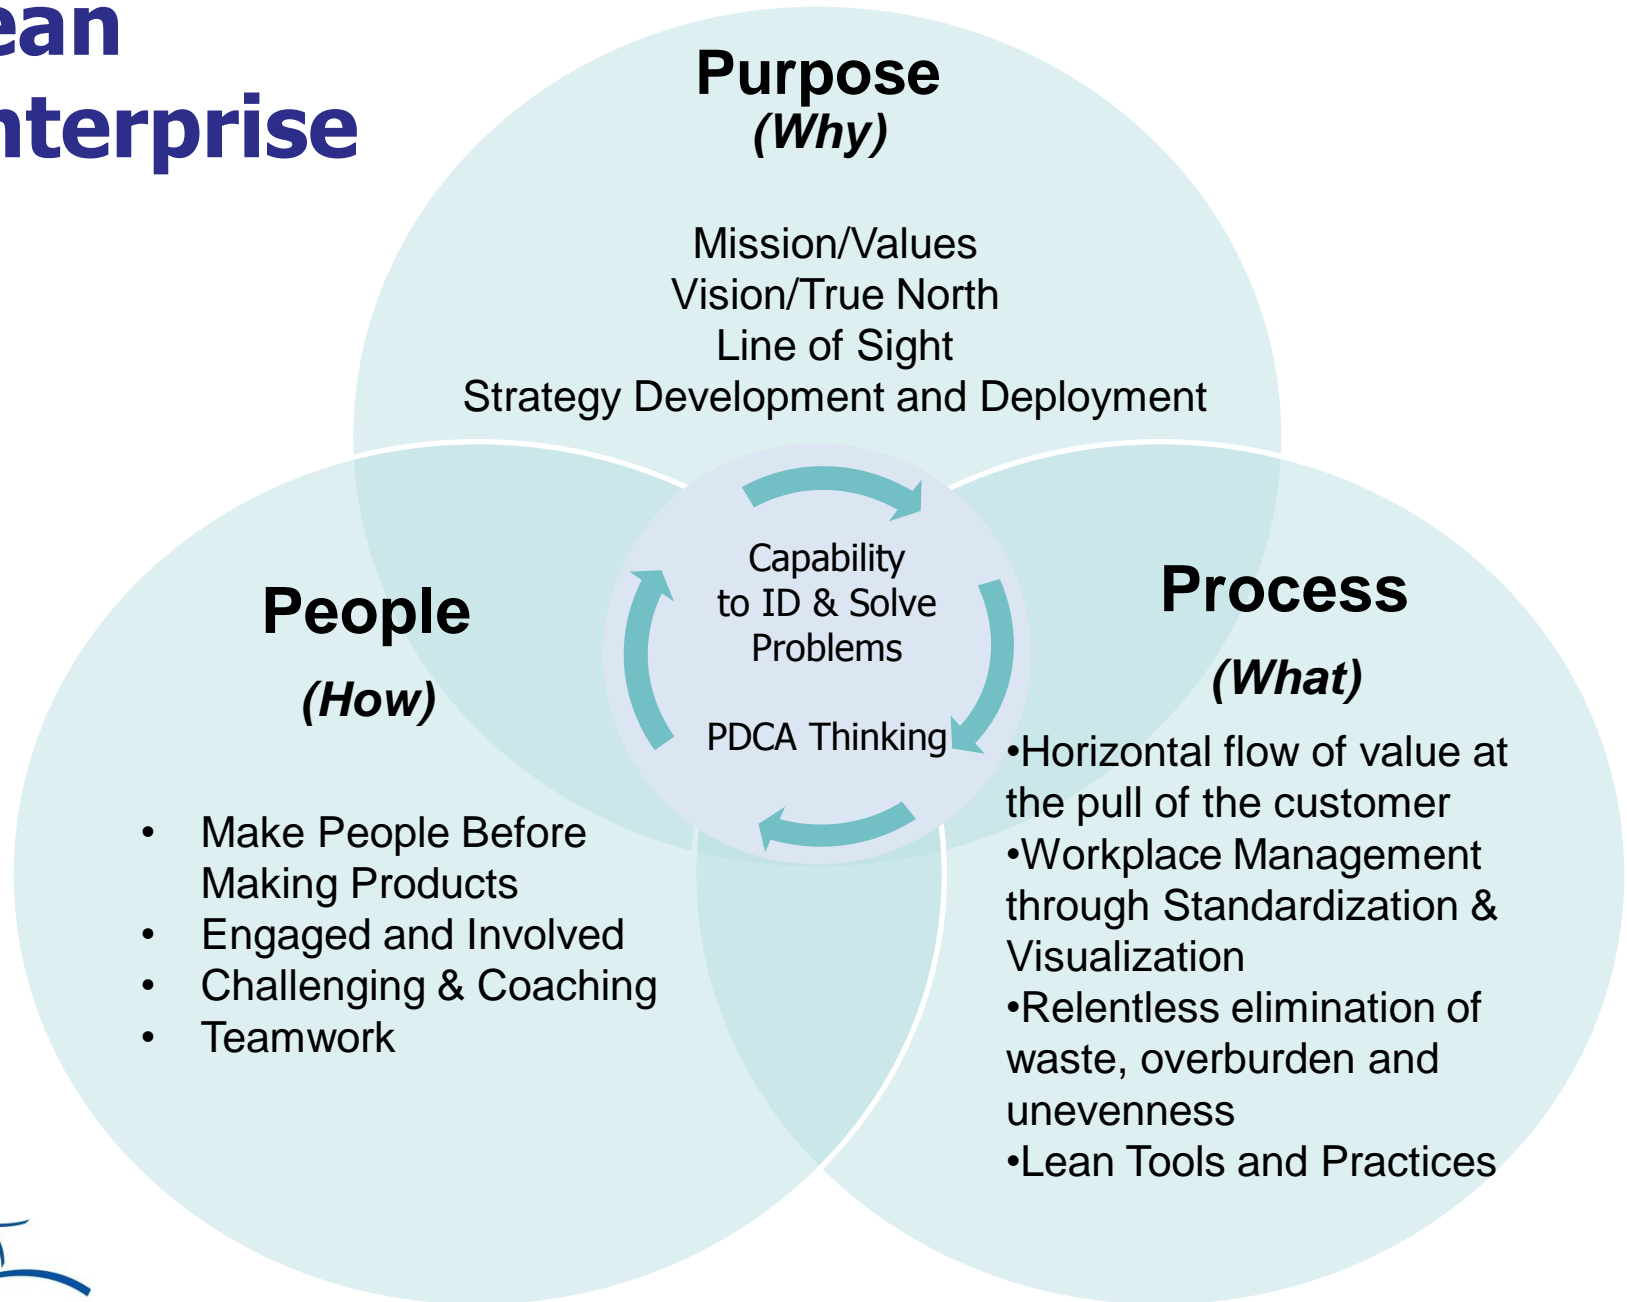 ean
nterprise
Purpose
(Why)
Mission/Values
Vision/True North
Line of Sight
Strategy Development and Deployment
Capability
to ID & Solve
Problems
PDCA Thinking
People
(How)
• Make People Before
Making Products
• Engaged and Involved
• Challenging & Coaching
• Teamwork
Process
(What)
•Horizontal flow of value at
the pull of the customer
•Workplace Management
through Standardization &
Visualization
•Relentless elimination of
waste, overburden and
unevenness
•Lean Tools and Practices